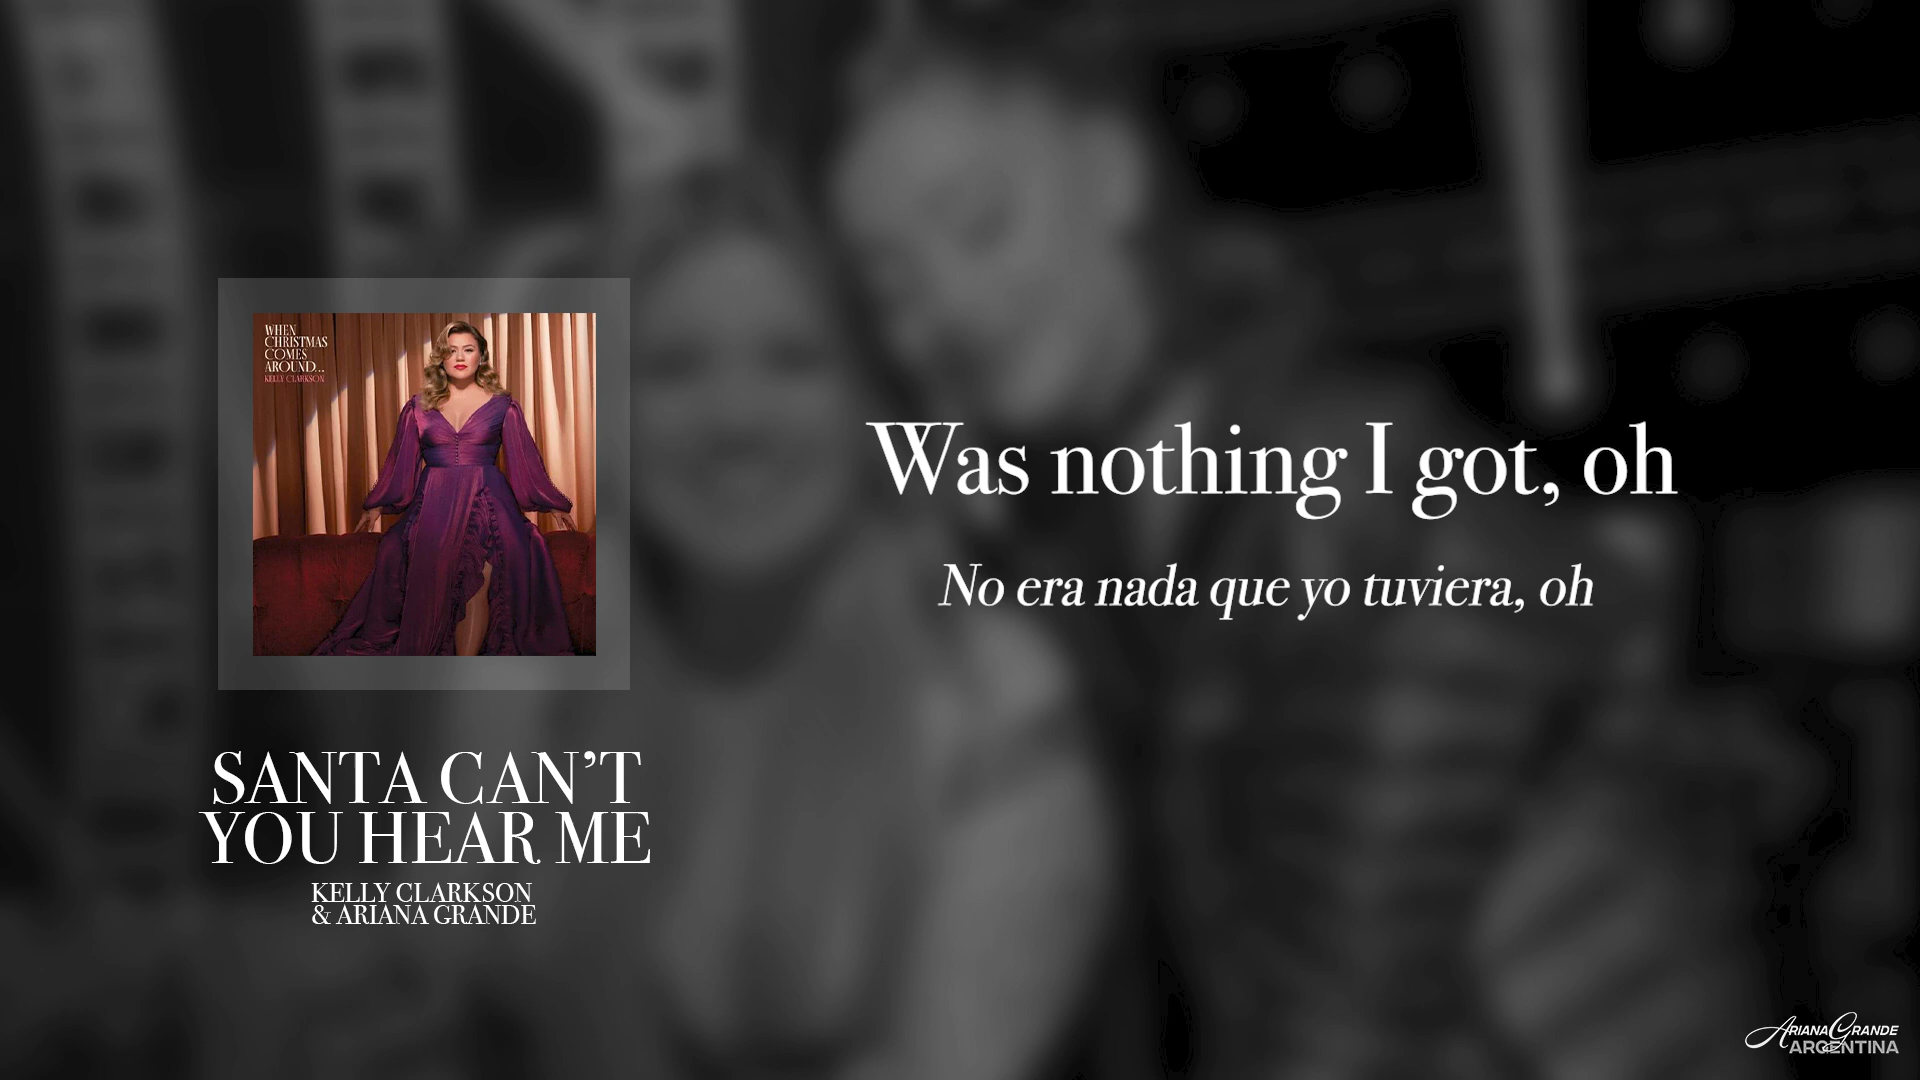 WHEN
CHRISTMAS
COMES
AROUND...
KELLY CLARKSON
Was nothing I got, oh
No era nada que yo tuviera, oh
SANTA CAN'T
YOU HEAR ME
KELLY CLARKSON
& ARIANA GRANDE
ARIANA GRANDE
ARGENTINA